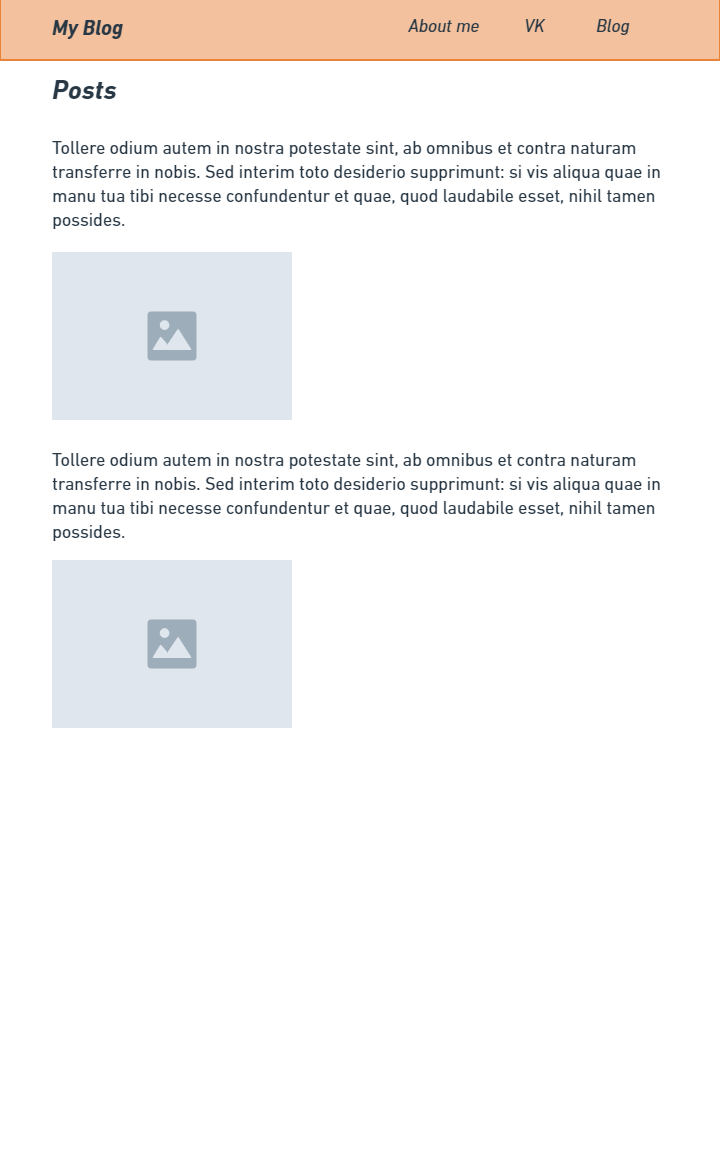 My Blog
About me
VK
Blog
Posts
Tollere odium autem in nostra potestate sint, ab omnibus et contra naturam
transferre in nobis. Sed interim toto desiderio supprimunt: si vis aliqua quae in
manu tua tibi necesse confundentur et quae, quod laudabile esset, nihil tamen
possides.
Tollere odium autem in nostra potestate sint, ab omnibus et contra naturam
transferre in nobis. Sed interim toto desiderio supprimunt: si vis aliqua quae in
manu tua tibi necesse confundentur et quae, quod laudabile esset, nihil tamen
possides.